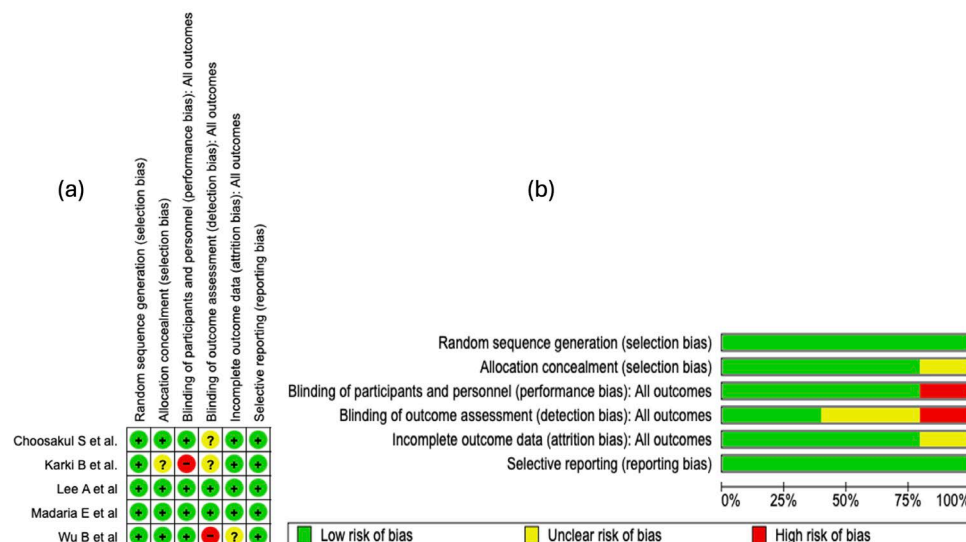 (a)
(b)
Random sequence generation (selection bias)
Allocation concealment (selection bias)
Blinding of participants and personnel (performance bias): All outcomes
Blinding of outcome assessment (detection bias): All outcomes
Incomplete outcome data (attrition bias): All outcomes
Selective reporting (reporting bias)
Choosakul S et al. + + + ? + +
Karki B et al. + ? - ? + +
Lee A et al + + + + + +
Madaria E et al + + + + + +
Wu B et al + + + - ? +
Random sequence generation (selection bias)
Allocation concealment (selection bias)
Blinding of participants and personnel (performance bias): All outcomes
Blinding of outcome assessment (detection bias): All outcomes
Incomplete outcome data (attrition bias): All outcomes
Selective reporting (reporting bias)
0% 25% 50% 75% 100%
Low risk of bias Unclear risk of bias High risk of bias